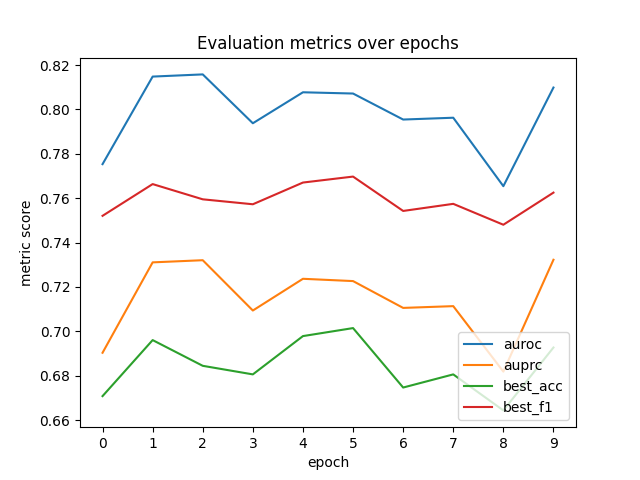 Evaluation metrics over epochs
metric score
0.82
0.80
0.78
0.76
0.74
0.72
0.70
0.68
0.66
auroc
auprc
best_acc
best_f1
0 1 2 3 4 5 6 7 8 9
epoch